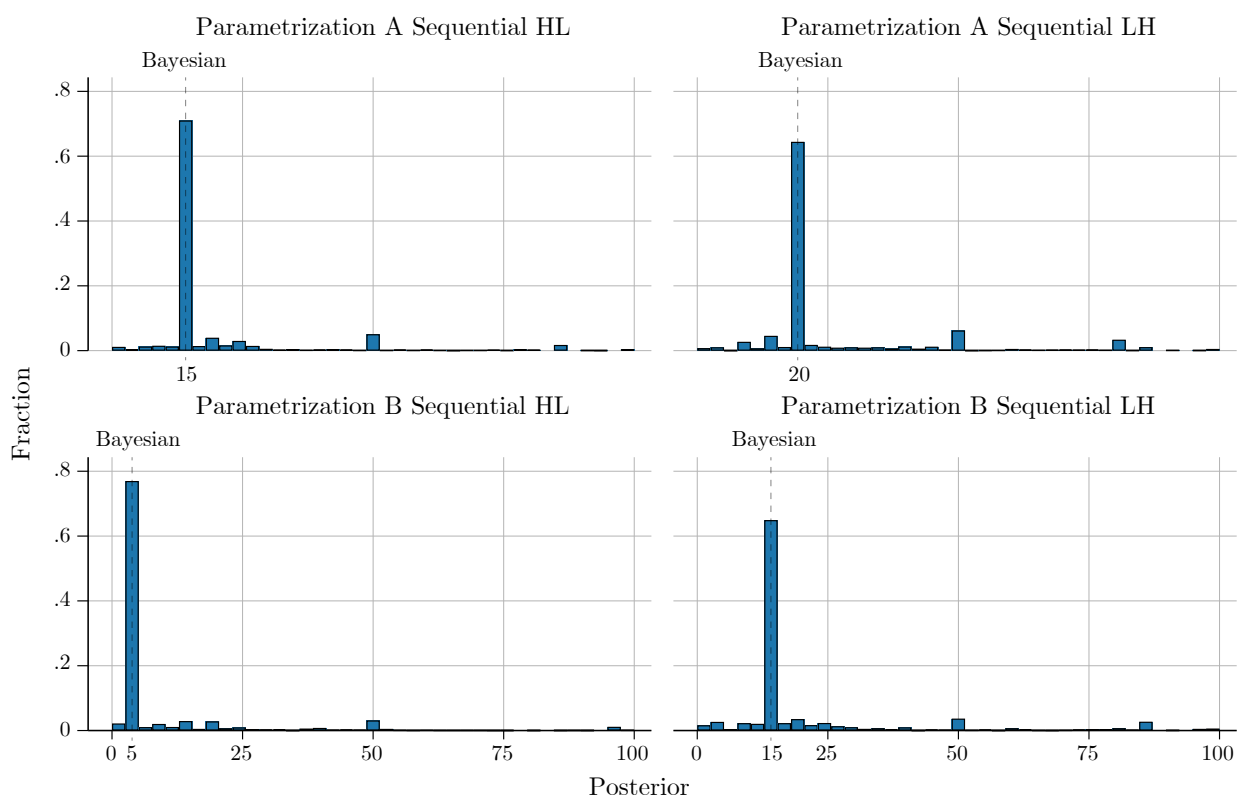 Parametrization A Sequential HL
Parametrization A Sequential LH
Bayesian
Bayesian
.8
.6
.4
.2
0
15
20
Parametrization B Sequential HL
Parametrization B Sequential LH
Bayesian
Bayesian
.8
.6
.4
.2
0
0 5 25 50 75 100
0 15 25 50 75 100
Fraction
Posterior